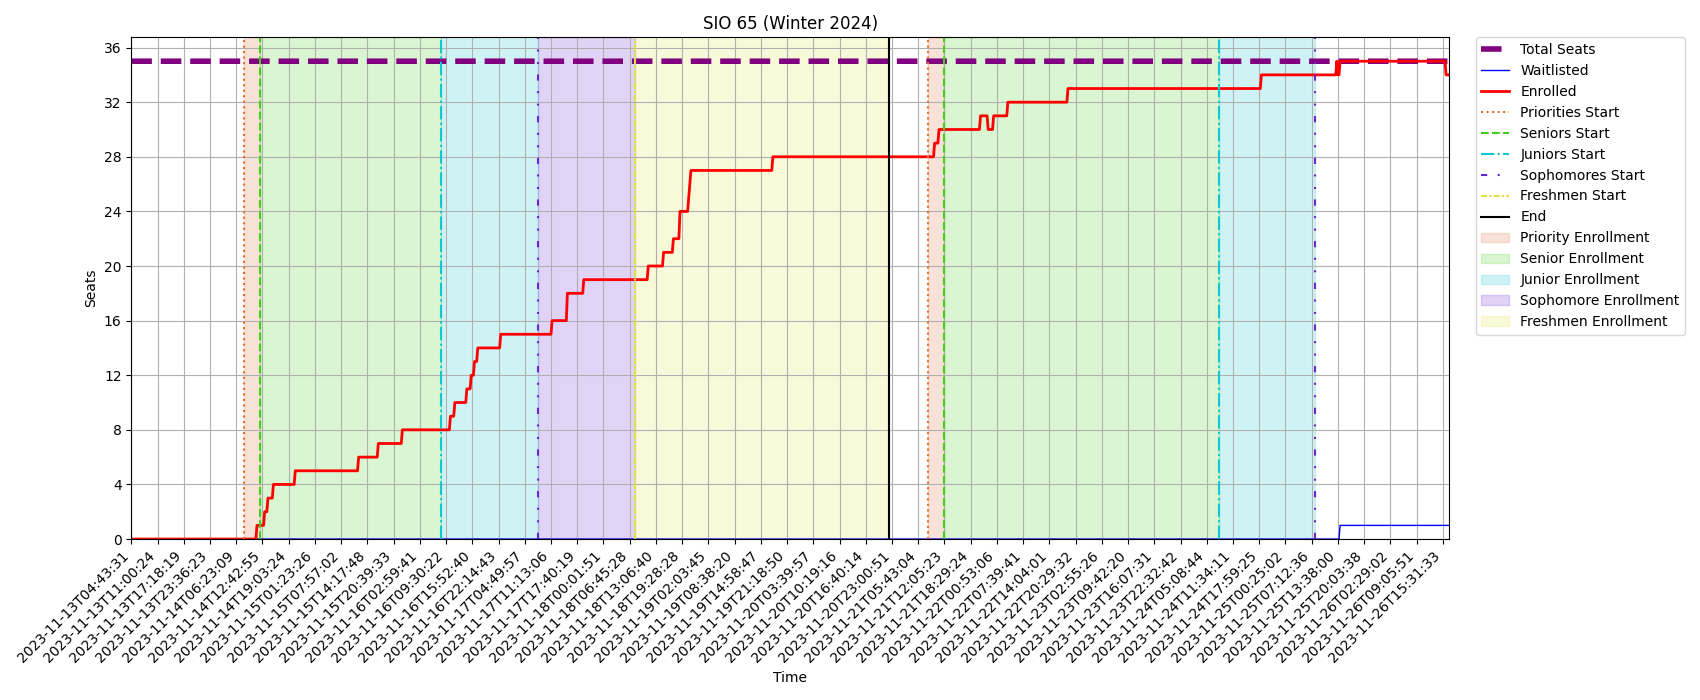 SIO 65 (Winter 2024)
36
32
28
24
20
16
12
8
4
0
Seats
2023-11-13T04:43:31
2023-11-13T11:00:24
2023-11-13T17:18:19
2023-11-13T23:36:23
2023-11-14T06:23:09
2023-11-14T12:42:55
2023-11-14T19:03:24
2023-11-15T01:23:26
2023-11-15T07:57:02
2023-11-15T14:17:48
2023-11-15T20:39:33
2023-11-16T02:59:41
2023-11-16T09:30:22
2023-11-16T15:52:40
2023-11-16T22:14:43
2023-11-17T04:49:57
2023-11-17T11:13:06
2023-11-17T17:40:19
2023-11-18T00:01:51
2023-11-18T06:45:28
2023-11-18T13:06:40
2023-11-18T19:28:28
2023-11-19T02:03:45
2023-11-19T08:38:20
2023-11-19T14:58:47
2023-11-19T21:18:50
2023-11-20T03:39:57
2023-11-20T10:19:16
2023-11-20T16:40:14
2023-11-20T23:00:51
2023-11-21T05:43:04
2023-11-21T12:05:23
2023-11-21T18:29:24
2023-11-22T00:53:06
2023-11-22T07:39:41
2023-11-22T14:04:01
2023-11-22T20:29:32
2023-11-23T02:55:26
2023-11-23T09:42:20
2023-11-23T16:07:31
2023-11-23T22:32:42
2023-11-24T05:08:44
2023-11-24T11:34:11
2023-11-24T17:59:25
2023-11-25T00:25:02
2023-11-25T07:12:36
2023-11-25T13:38:00
2023-11-25T20:03:38
2023-11-26T02:29:02
2023-11-26T09:05:51
2023-11-26T15:31:33
Time
Total Seats
Waitlisted
Enrolled
Priorities Start
Seniors Start
Juniors Start
Sophomores Start
Freshmen Start
End
Priority Enrollment
Senior Enrollment
Junior Enrollment
Sophomore Enrollment
Freshmen Enrollment